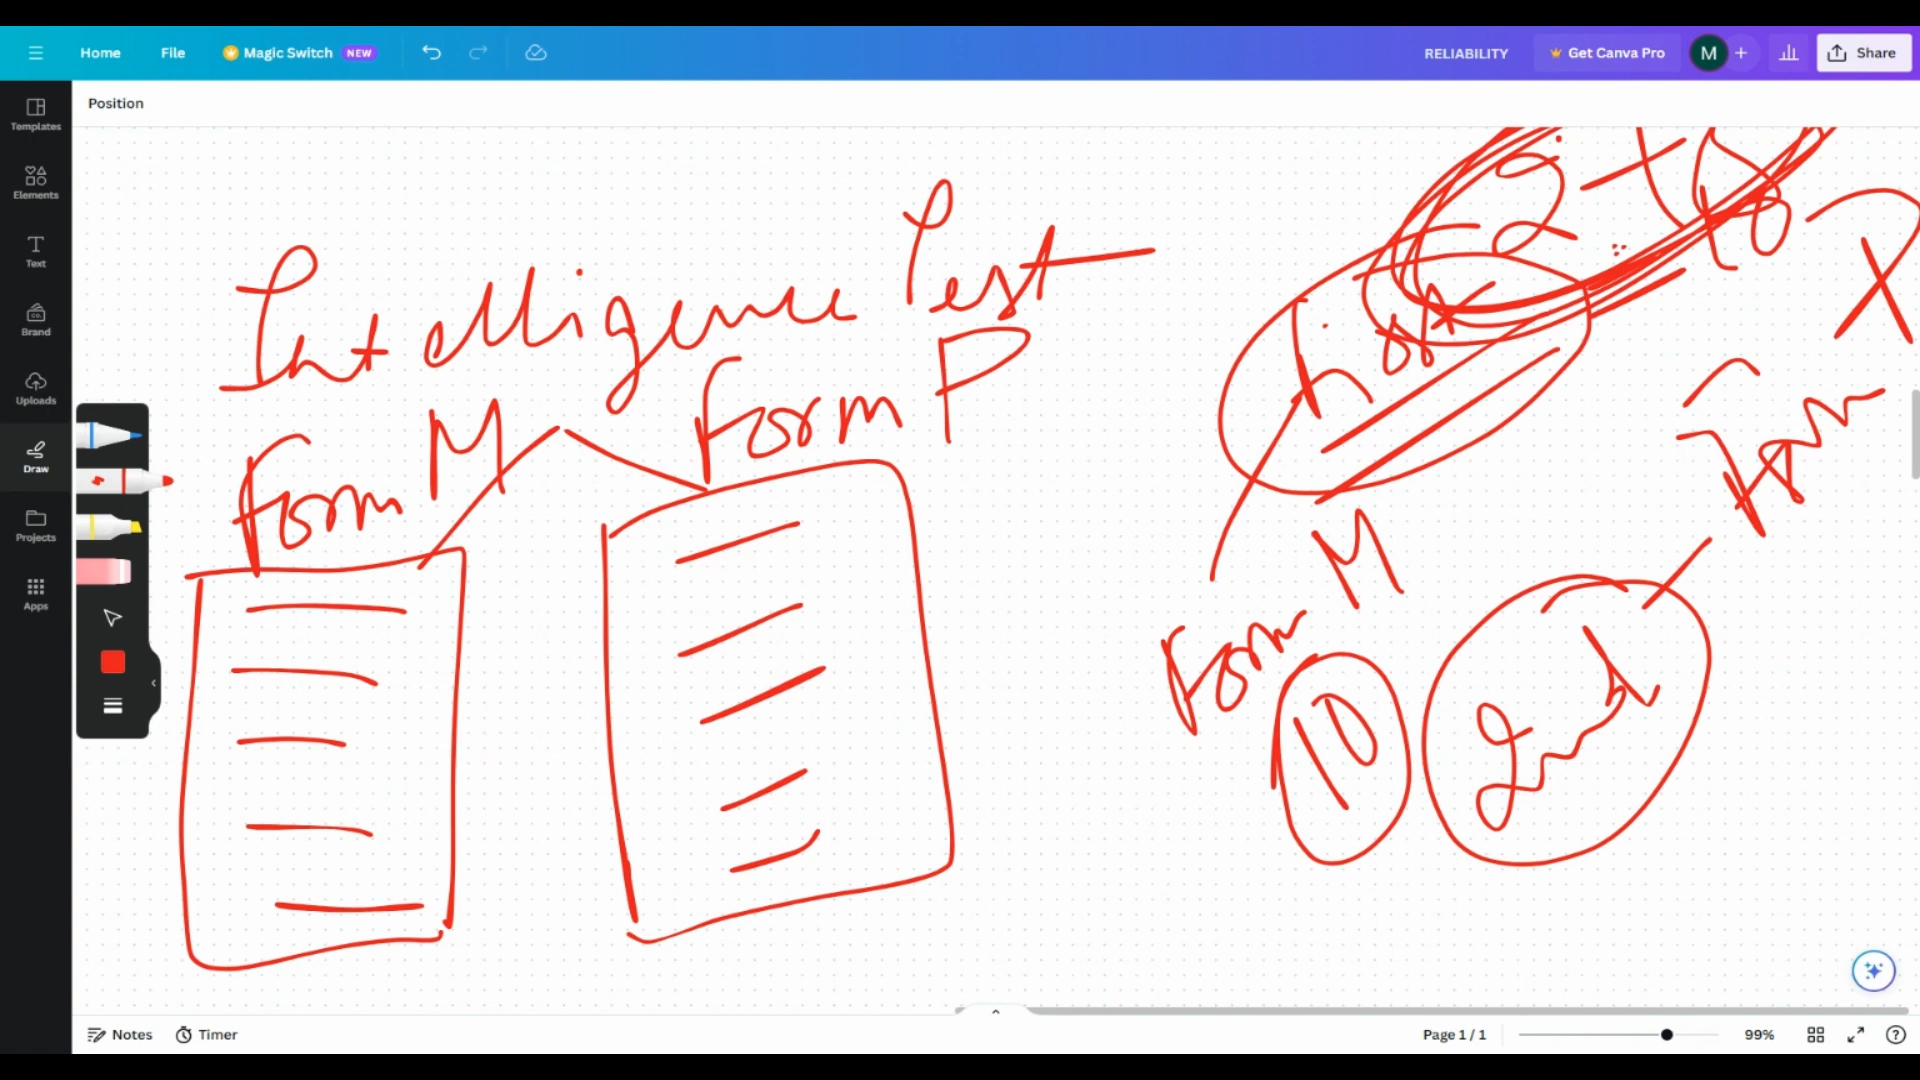 Home File Magic Switch NEW RELIABILITY Get Canva Pro M + Share
Position
Templates
Elements
Text
Brand
Uploads
Draw
Projects
Apps
Intelligence Test
Form M
Form P
Form M
10
Form
Notes Timer Page 1 / 1 99%